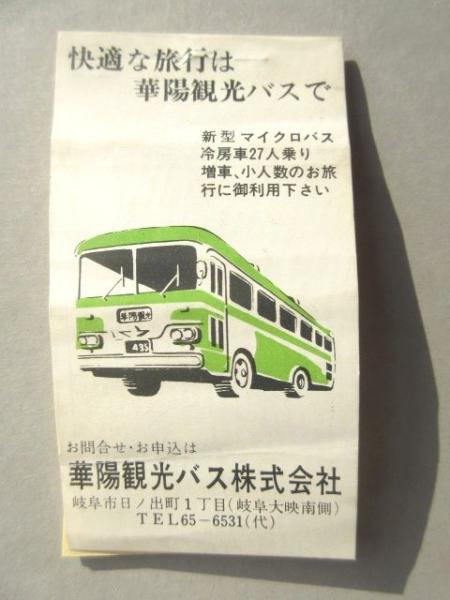 快適な旅行は
華陽観光バスで
新型マイクロバス
冷房車27人乗り
増車、小人数のお旅
行に御利用下さい
華陽観光
435
お問合せ・お申込は
華陽観光バス株式会社
岐阜市日ノ出町1丁目(岐阜大映南側)
TEL65-6531(代)